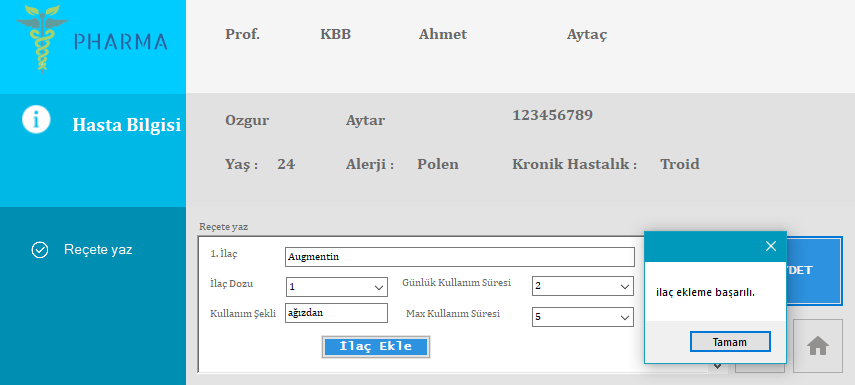 PHARMA
Prof. KBB Ahmet Aytaç
Hasta Bilgisi
Ozgur Aytar 123456789
Yaş : 24 Alerji : Polen Kronik Hastalık : Troid
Reçete yaz
Reçete yaz
1. İlaç Augmentin
İlaç Dozu 1 Günlük Kullanım Süresi 2
Kullanım Şekli ağızdan Max Kullanım Süresi 5
İlaç Ekle
ilaç ekleme başarılı.
Tamam